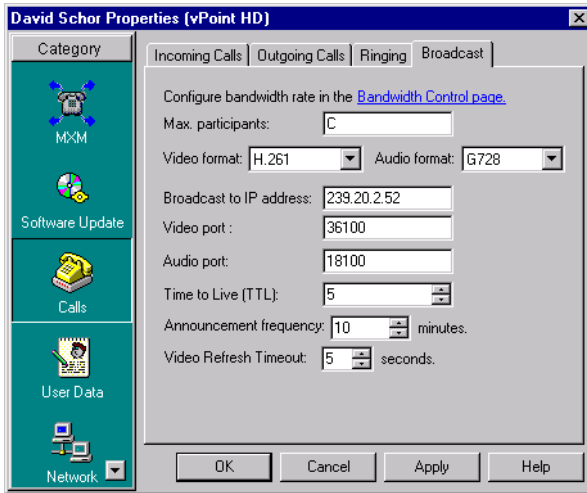 David Schor Properties (vPoint HD)
Category
MXM
Software Update
Calls
User Data
Network
Incoming Calls Outgoing Calls Ringing Broadcast
Configure bandwidth rate in the Bandwidth Control page.
Max. participants: C
Video format: H.261 Audio format: G728
Broadcast to IP address: 239.20.2.52
Video port : 36100
Audio port: 18100
Time to Live (TTL): 5
Announcement frequency: 10 minutes.
Video Refresh Timeout: 5 seconds.
OK Cancel Apply Help